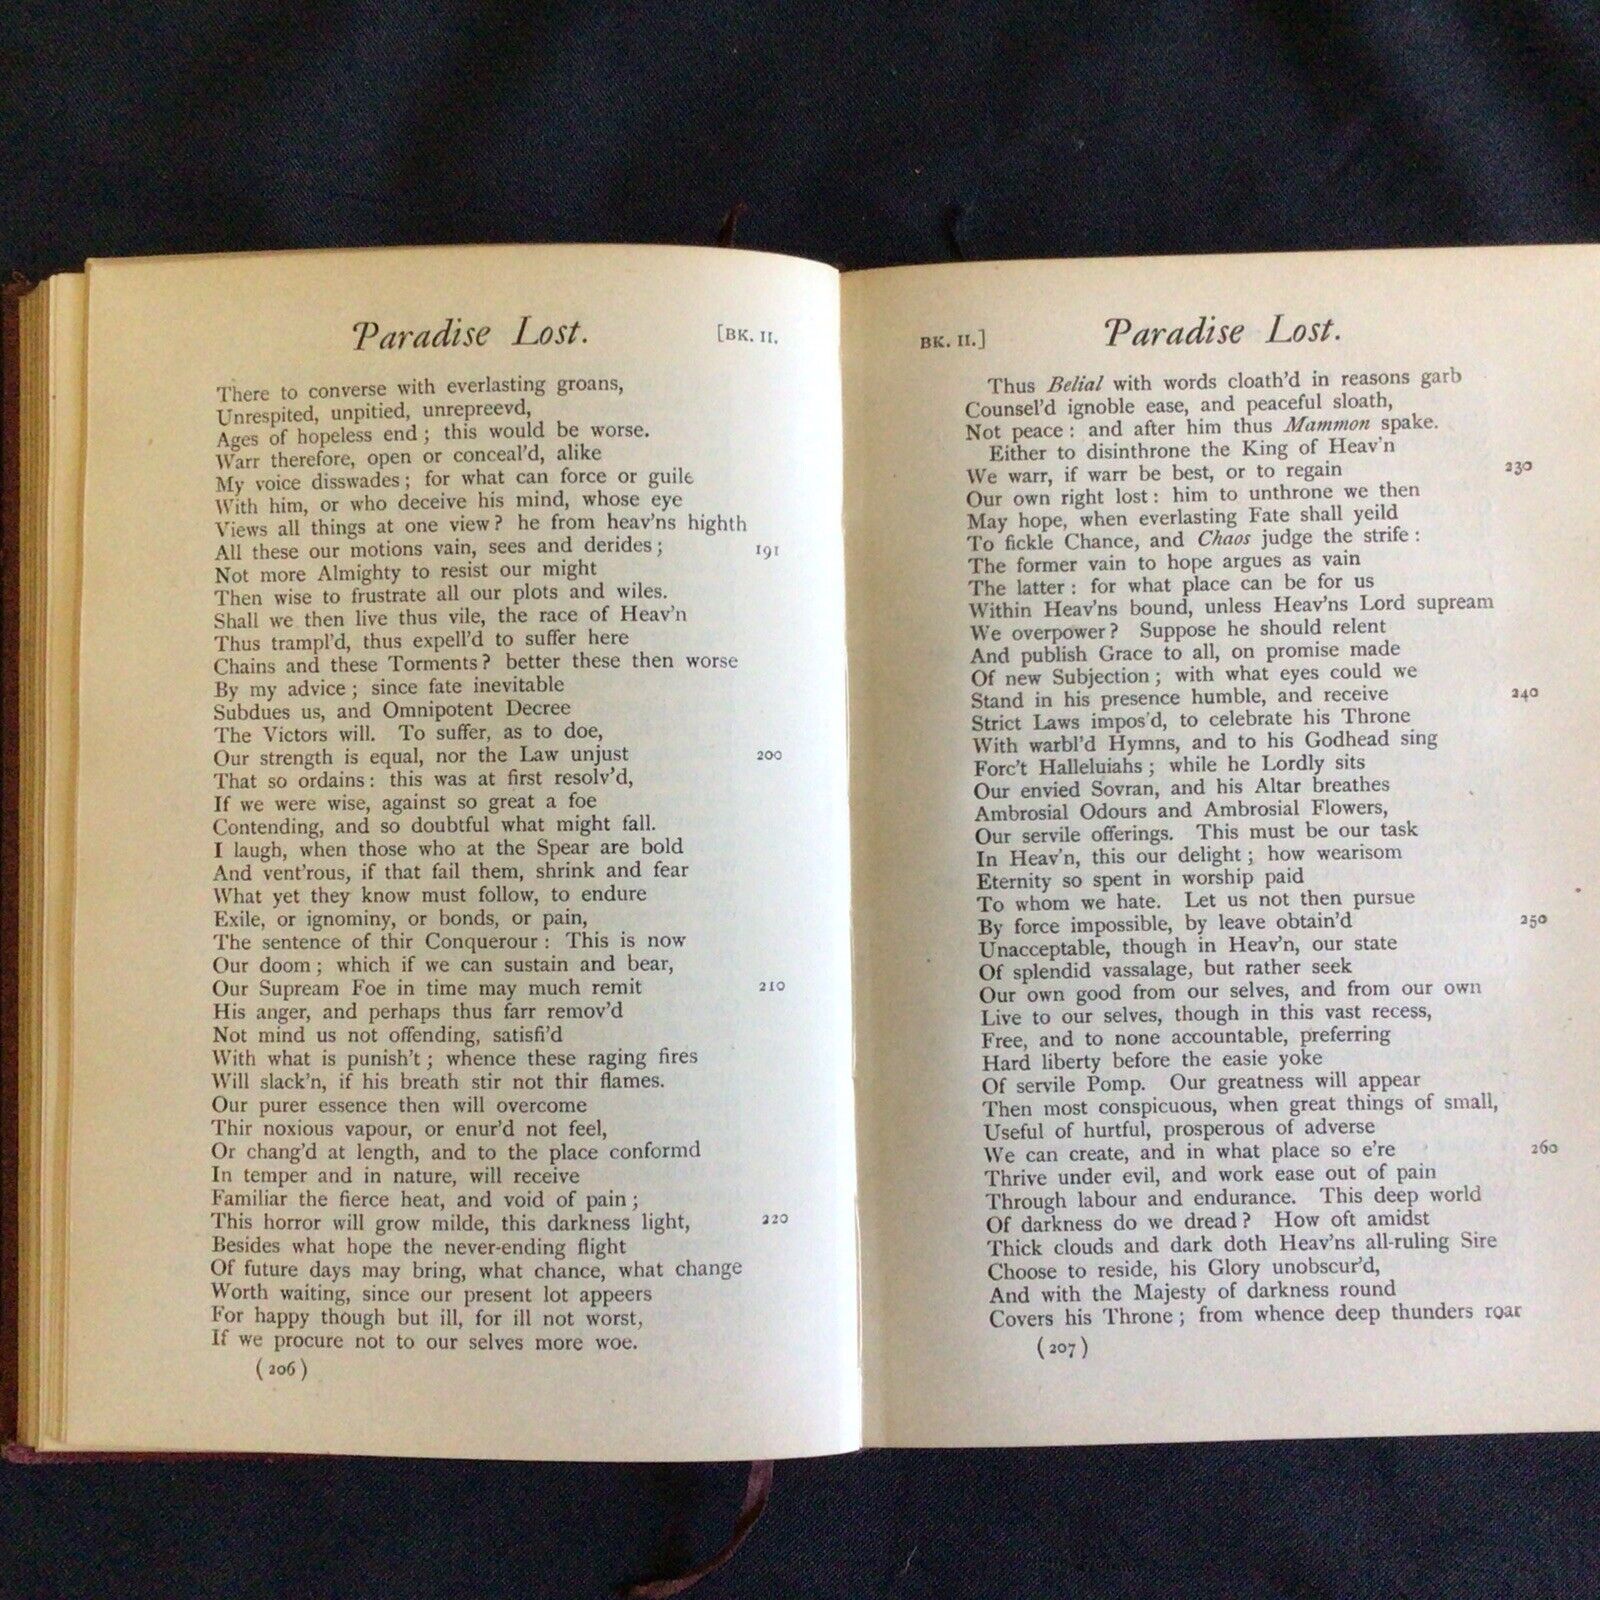 Paradise Lost. [BK. II.
There to converse with everlasting groans,
Unrespited, unpitied, unrepreevd,
Ages of hopeless end ; this would be worse.
Warr therefore, open or conceal'd, alike
My voice disswades ; for what can force or guile
With him, or who deceive his mind, whose eye
Views all things at one view? he from heav'ns highth
All these our motions vain, sees and derides ; 191
Not more Almighty to resist our might
Then wise to frustrate all our plots and wiles.
Shall we then live thus vile, the race of Heav'n
Thus trampl'd, thus expell'd to suffer here
Chains and these Torments? better these then worse
By my advice ; since fate inevitable
Subdues us, and Omnipotent Decree
The Victors will. To suffer, as to doe,
Our strength is equal, nor the Law unjust 200
That so ordains : this was at first resolv'd,
If we were wise, against so great a foe
Contending, and so doubtful what might fall.
I laugh, when those who at the Spear are bold
And vent'rous, if that fail them, shrink and fear
What yet they know must follow, to endure
Exile, or ignominy, or bonds, or pain,
The sentence of thir Conquerour : This is now
Our doom ; which if we can sustain and bear,
Our Supream Foe in time may much remit 210
His anger, and perhaps thus farr remov'd
Not mind us not offending, satisfi'd
With what is punish't ; whence these raging fires
Will slack'n, if his breath stir not thir flames.
Our purer essence then will overcome
Thir noxious vapour, or enur'd not feel,
Or chang'd at length, and to the place conformd
In temper and in nature, will receive
Familiar the fierce heat, and void of pain ;
This horror will grow milde, this darkness light, 220
Besides what hope the never-ending flight
Of future days may bring, what chance, what change
Worth waiting, since our present lot appeers
For happy though but ill, for ill not worst,
If we procure not to our selves more woe.
(206)
BK. II.] Paradise Lost.
Thus Belial with words cloath'd in reasons garb
Counsel'd ignoble ease, and peaceful sloath,
Not peace : and after him thus Mammon spake.
Either to disinthrone the King of Heav'n
We warr, if warr be best, or to regain 230
Our own right lost : him to unthrone we then
May hope, when everlasting Fate shall yeild
To fickle Chance, and Chaos judge the strife :
The former vain to hope argues as vain
The latter : for what place can be for us
Within Heav'ns bound, unless Heav'ns Lord supream
We overpower? Suppose he should relent
And publish Grace to all, on promise made
Of new Subjection ; with what eyes could we
Stand in his presence humble, and receive 240
Strict Laws impos'd, to celebrate his Throne
With warbl'd Hymns, and to his Godhead sing
Forc't Halleluiahs ; while he Lordly sits
Our envied Sovran, and his Altar breathes
Ambrosial Odours and Ambrosial Flowers,
Our servile offerings. This must be our task
In Heav'n, this our delight ; how wearisom
Eternity so spent in worship paid
To whom we hate. Let us not then pursue
By force impossible, by leave obtain'd 250
Unacceptable, though in Heav'n, our state
Of splendid vassalage, but rather seek
Our own good from our selves, and from our own
Live to our selves, though in this vast recess,
Free, and to none accountable, preferring
Hard liberty before the easie yoke
Of servile Pomp. Our greatness will appear
Then most conspicuous, when great things of small,
Useful of hurtful, prosperous of adverse
We can create, and in what place so e're 260
Thrive under evil, and work ease out of pain
Through labour and endurance. This deep world
Of darkness do we dread? How oft amidst
Thick clouds and dark doth Heav'ns all-ruling Sire
Choose to reside, his Glory unobscur'd,
And with the Majesty of darkness round
Covers his Throne ; from whence deep thunders roar
(207)